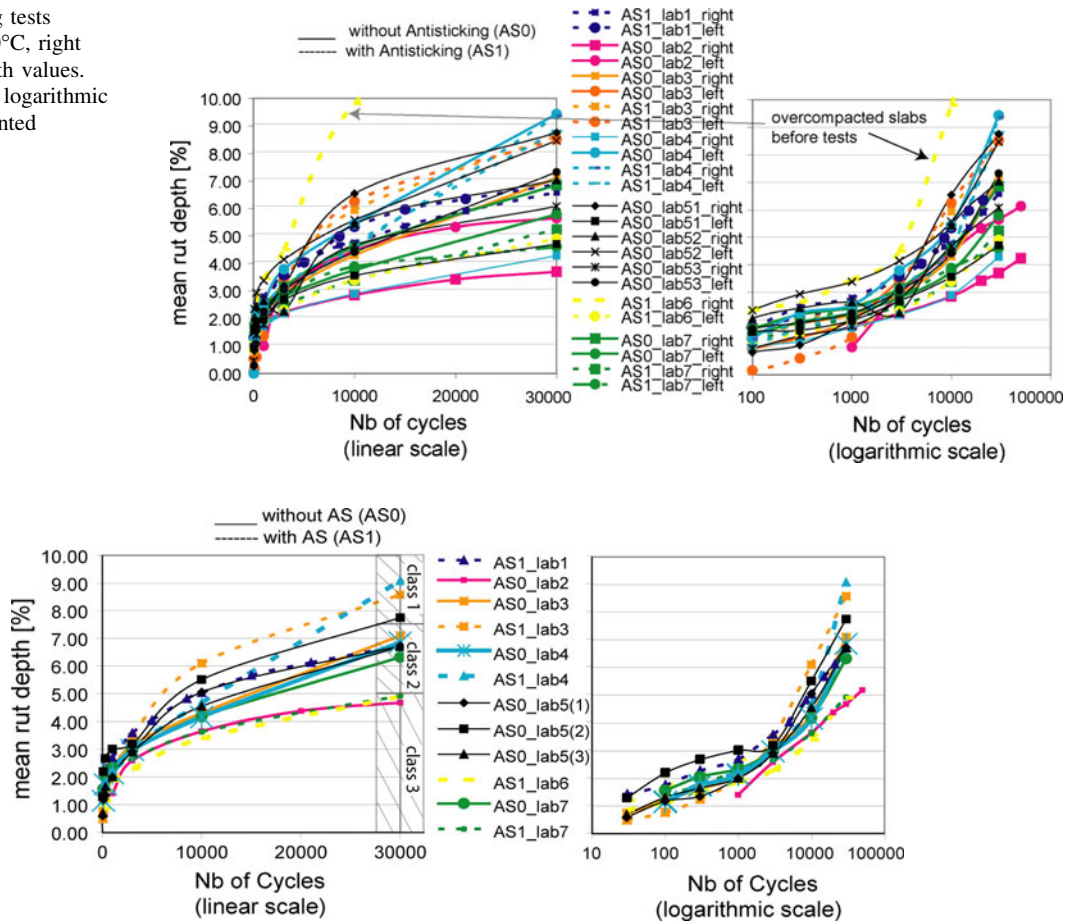 g tests
0°C, right
th values.
logarithmic
nted
without Antisticking (AS0)
with Antisticking (AS1)
10.00
9.00
8.00
7.00
6.00
5.00
4.00
3.00
2.00
1.00
0.00
mean rut depth [%]
0 10000 20000 30000
Nb of cycles
(linear scale)
AS1_lab1_right
AS1_lab1_left
AS0_lab2_right
AS0_lab2_left
AS0_lab3_right
AS0_lab3_left
AS1_lab3_right
AS1_lab3_left
AS0_lab4_right
AS0_lab4_left
AS1_lab4_right
AS1_lab4_left
AS0_lab51_right
AS0_lab51_left
AS0_lab52_right
AS0_lab52_left
AS0_lab53_right
AS0_lab53_left
AS1_lab6_right
AS1_lab6_left
AS0_lab7_right
AS0_lab7_left
AS1_lab7_right
AS1_lab7_left
overcompacted slabs
before tests
100 1000 10000 100000
Nb of cycles
(logarithmic scale)
without AS (AS0)
with AS (AS1)
10.00
9.00
8.00
7.00
6.00
5.00
4.00
3.00
2.00
1.00
0.00
mean rut depth [%]
class 1
class 2
class 3
0 10000 20000 30000
Nb of Cycles
(linear scale)
AS1_lab1
AS0_lab2
AS0_lab3
AS1_lab3
AS0_lab4
AS1_lab4
AS0_lab5(1)
AS0_lab5(2)
AS0_lab5(3)
AS1_lab6
AS0_lab7
AS1_lab7
10 100 1000 10000 100000
Nb of Cycles
(logarithmic scale)